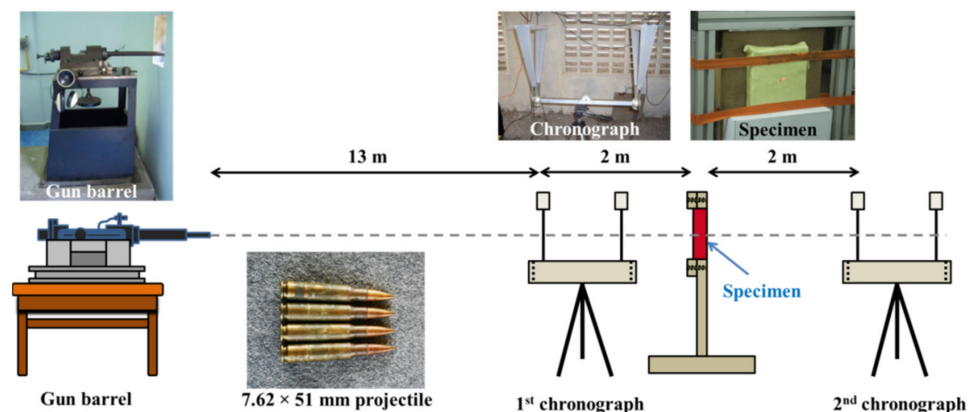 Gun barrel
Chronograph
Specimen
13 m
2 m
2 m
Specimen
Gun barrel
7.62 × 51 mm projectile
1st chronograph
2nd chronograph